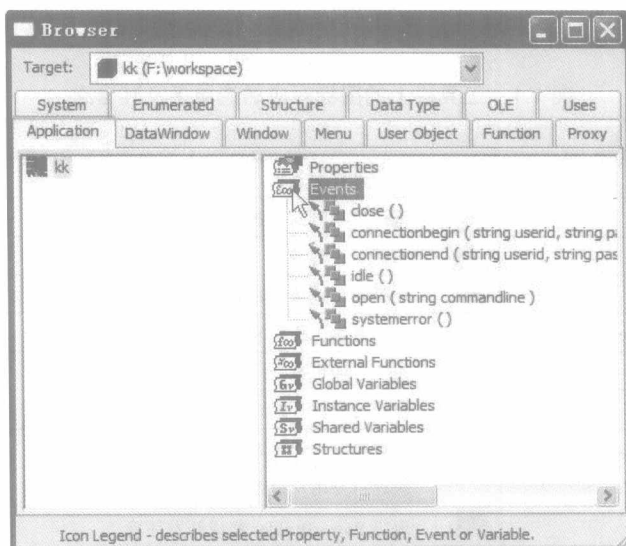 Browser
Target: kk (F:\workspace)
System Enumerated Structure Data Type OLE Uses
Application DataWindow Window Menu User Object Function Proxy
kk
Properties
Events
close ()
connectionbegin ( string userid, string pa
connectionend ( string userid, string pas
idle ()
open ( string commandline )
systemerror ()
Functions
External Functions
Global Variables
Instance Variables
Shared Variables
Structures
Icon Legend - describes selected Property, Function, Event or Variable.